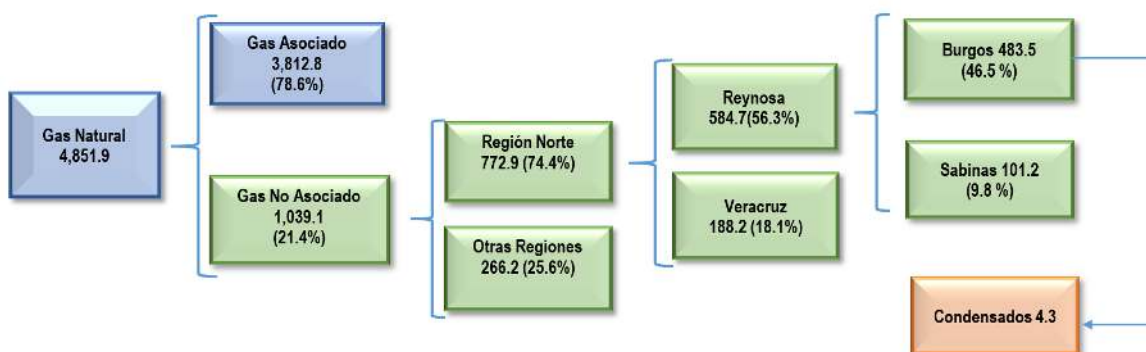 Gas Natural
4,851.9
Gas Asociado
3,812.8
(78.6%)
Gas No Asociado
1,039.1
(21.4%)
Región Norte
772.9 (74.4%)
Otras Regiones
266.2 (25.6%)
Reynosa
584.7(56.3%)
Veracruz
188.2 (18.1%)
Burgos 483.5
(46.5 %)
Sabinas 101.2
(9.8 %)
Condensados 4.3